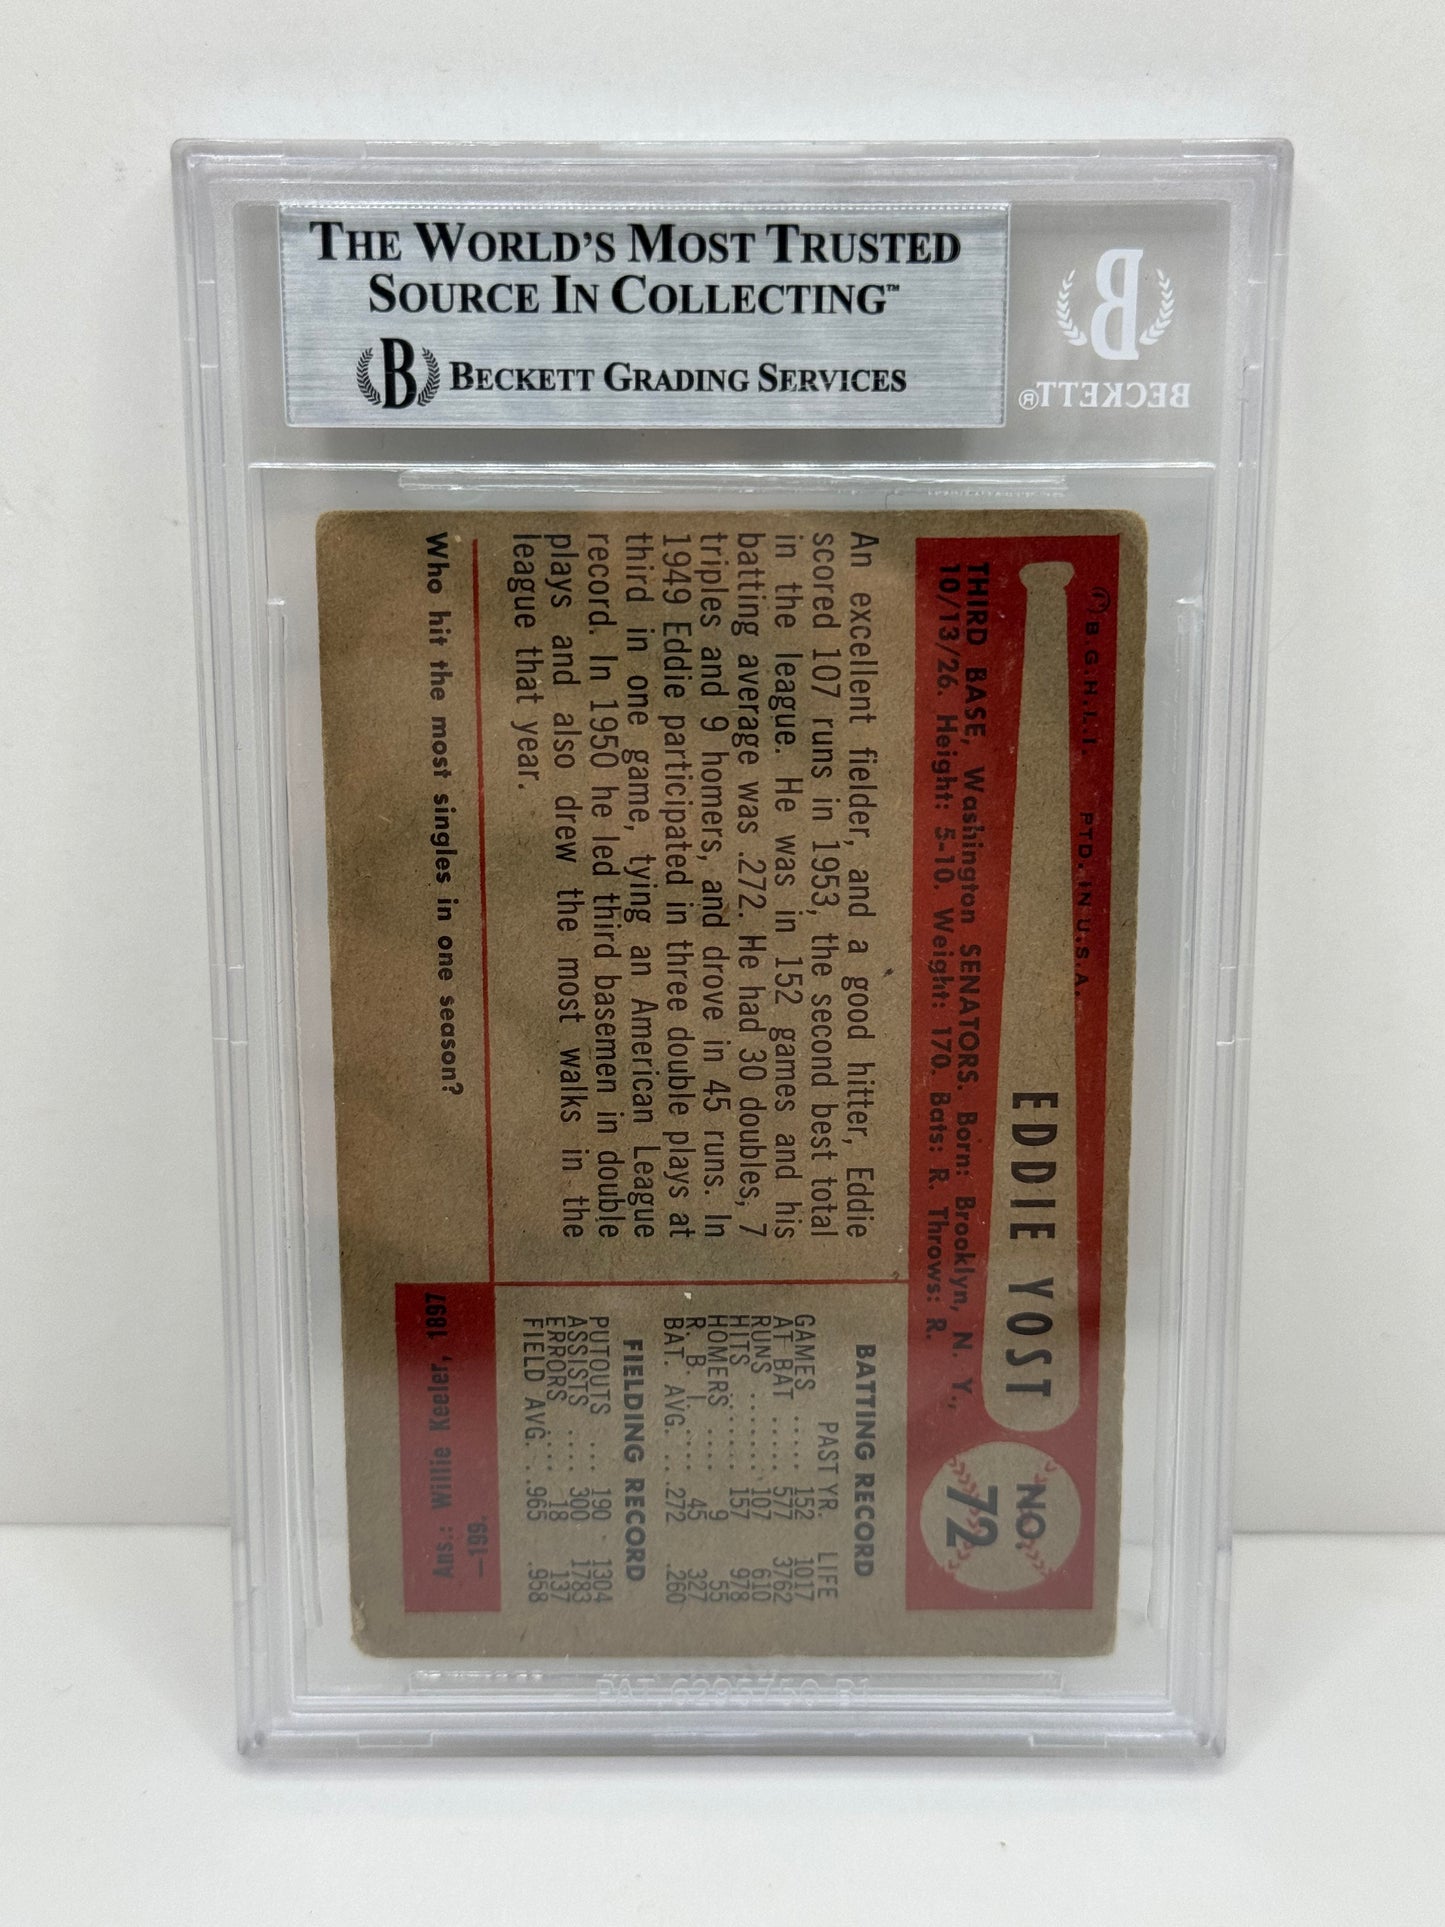 THE WORLD'S MOST TRUSTED
SOURCE IN COLLECTING™
B BECKETT GRADING SERVICES
B
BECKETT®
B.G.H.L.I. PTD. IN U.S.A.
EDDIE YOST
NO.
72
THIRD BASE, Washington SENATORS. Born: Brooklyn, N. Y.,
10/13/26. Height: 5-10. Weight: 170. Bats: R. Throws: R.
An excellent fielder, and a good hitter, Eddie
scored 107 runs in 1953, the second best total
in the league. He was in 152 games and his
batting average was .272. He had 30 doubles, 7
triples and 9 homers, and drove in 45 runs. In
1949 Eddie participated in three double plays at
third in one game, tying an American League
record. In 1950 he led third basemen in double
plays and also drew the most walks in the
league that year.
BATTING RECORD
PAST YR. LIFE
GAMES ..... 152 1017
AT BAT ..... 577 3762
RUNS ...... 107 610
HITS ...... 157 978
HOMERS .... 9 55
R. B. I. .... 45 327
BAT. AVG. ... .272 .260
FIELDING RECORD
PUTOUTS .... 190 1304
ASSISTS .... 300 1783
ERRORS .... 18 137
FIELD AVG. .. .965 .958
Who hit the most singles in one season?
Ans.: Willie Keeler, 1897
—199.
PAT. 6295750 B1